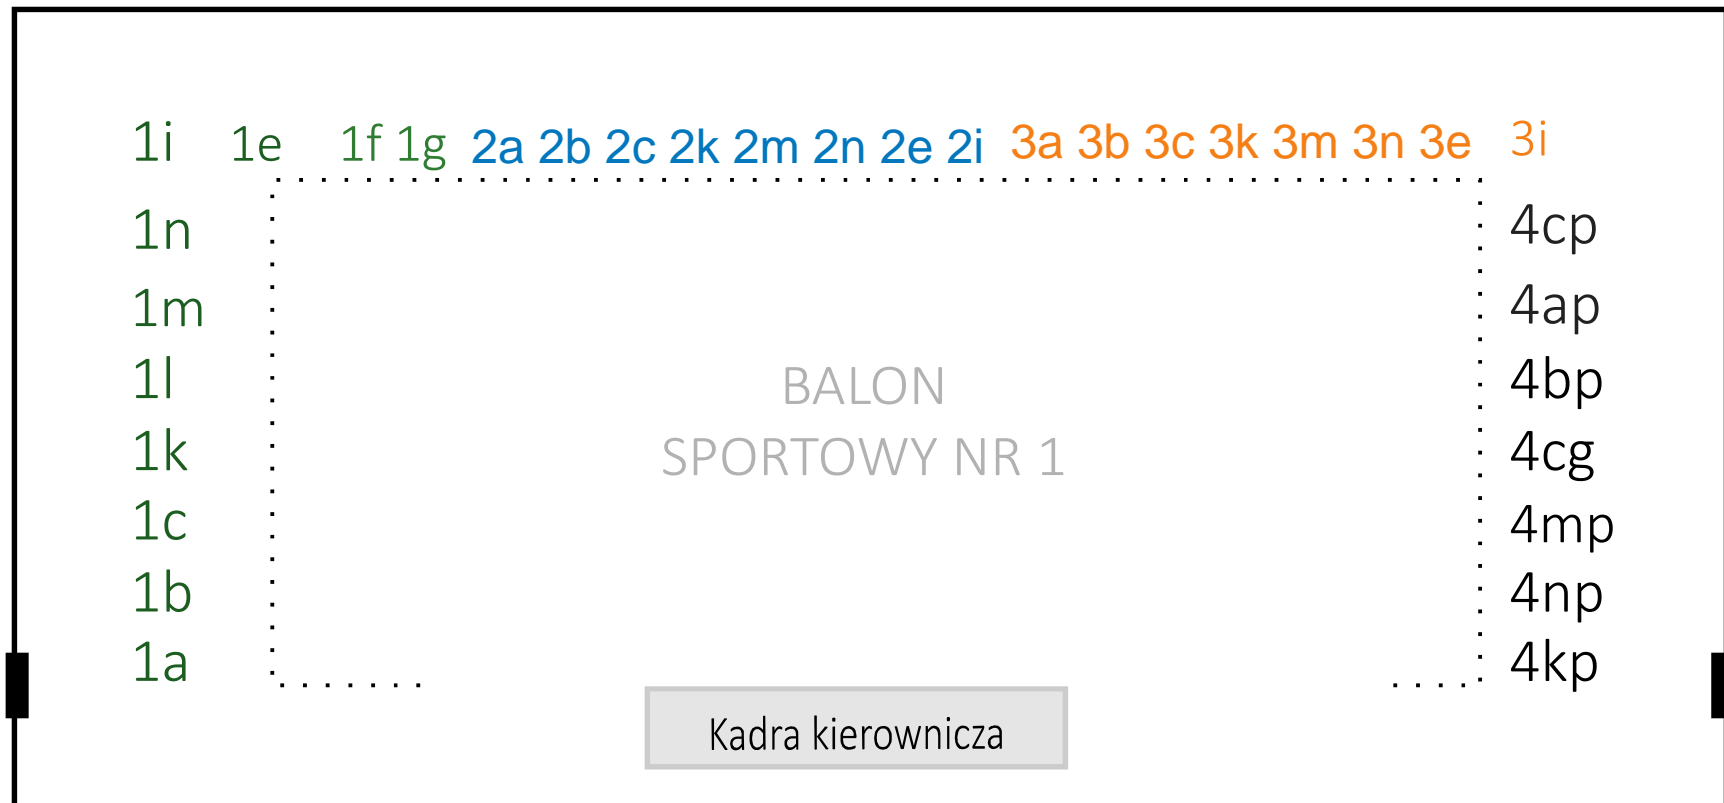 1i 1e 1f 1g 2a 2b 2c 2k 2m 2n 2e 2i 3a 3b 3c 3k 3m 3n 3e 3i
1n 4cp
1m 4ap
1l 4bp
BALON
SPORTOWY NR 1
1k 4cg
1c 4mp
1b 4np
1a 4kp
Kadra kierownicza